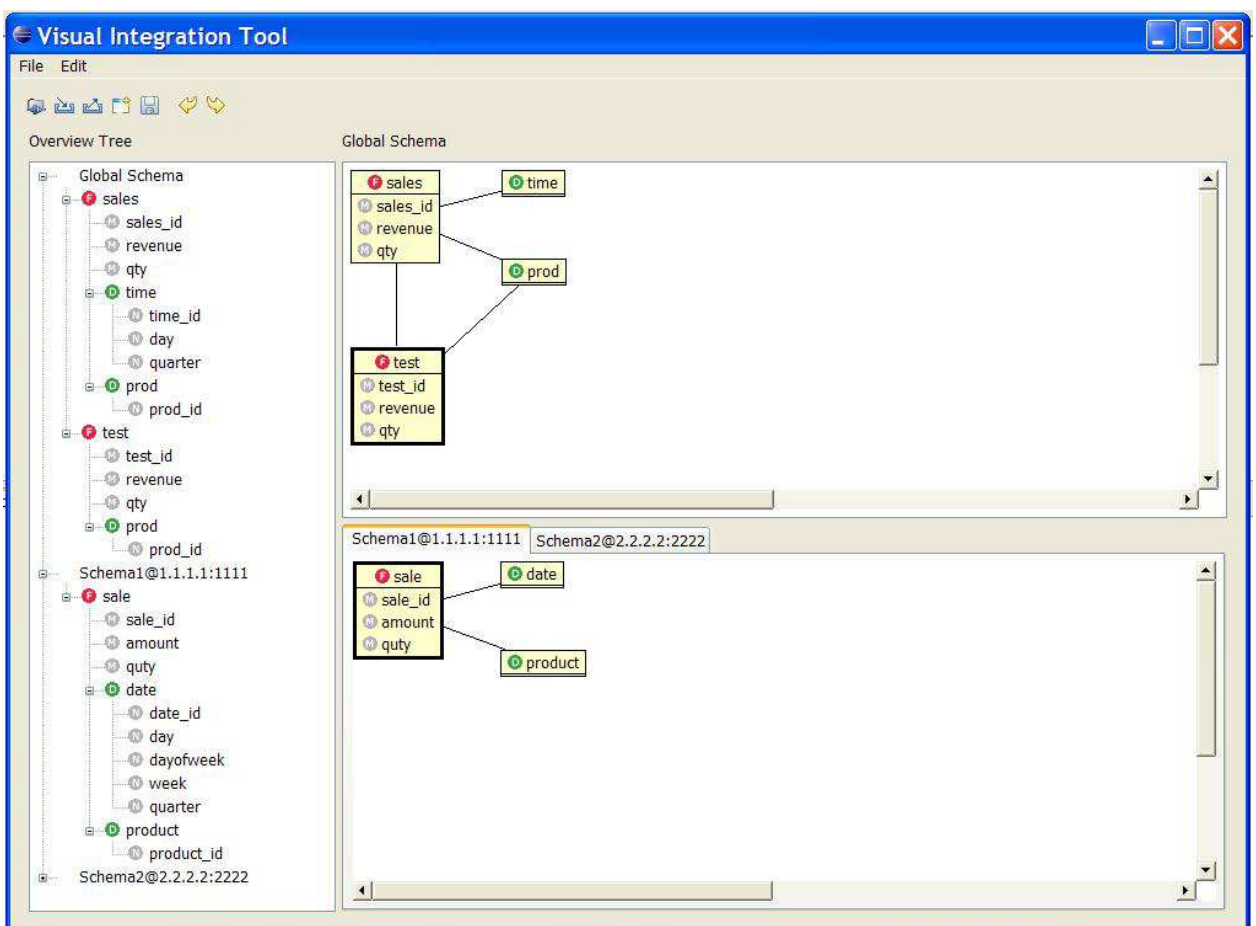 Visual Integration Tool
File Edit
Overview Tree
Global Schema
sales
sales_id
revenue
qty
time
time_id
day
quarter
prod
prod_id
test
test_id
revenue
qty
prod
prod_id
Schema1@1.1.1.1:1111
sale
sale_id
amount
quty
date
date_id
day
dayofweek
week
quarter
product
product_id
Schema2@2.2.2.2:2222
Global Schema
F sales
M sales_id
M revenue
M qty
D time
D prod
F test
M test_id
M revenue
M qty
Schema1@1.1.1.1:1111 Schema2@2.2.2.2:2222
F sale
M sale_id
M amount
M quty
D date
D product